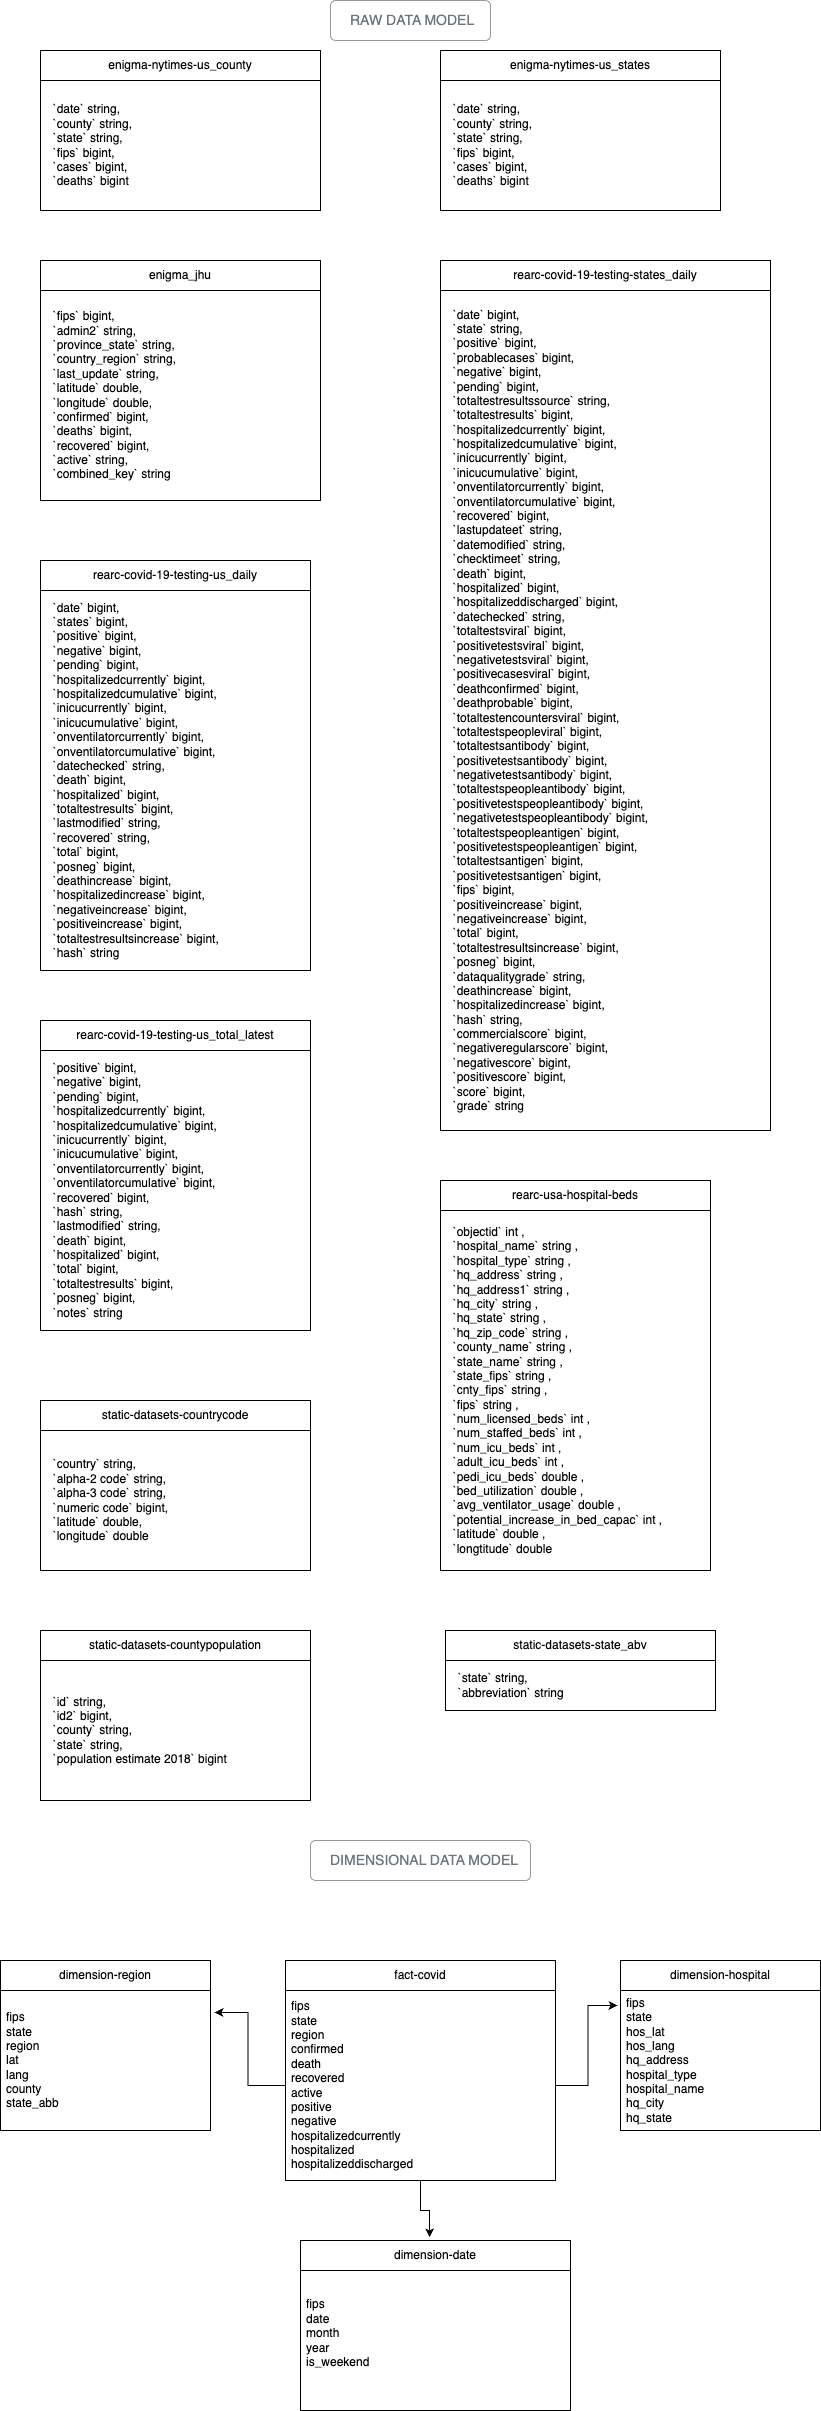 RAW DATA MODEL
enigma-nytimes-us_county
`date` string,
`county` string,
`state` string,
`fips` bigint,
`cases` bigint,
`deaths` bigint
enigma-nytimes-us_states
`date` string,
`county` string,
`state` string,
`fips` bigint,
`cases` bigint,
`deaths` bigint
enigma_jhu
`fips` bigint,
`admin2` string,
`province_state` string,
`country_region` string,
`last_update` string,
`latitude` double,
`longitude` double,
`confirmed` bigint,
`deaths` bigint,
`recovered` bigint,
`active` string,
`combined_key` string
rearc-covid-19-testing-states_daily
`date` bigint,
`state` string,
`positive` bigint,
`probablecases` bigint,
`negative` bigint,
`pending` bigint,
`totaltestresultssource` string,
`totaltestresults` bigint,
`hospitalizedcurrently` bigint,
`hospitalizedcumulative` bigint,
`inicucurrently` bigint,
`inicucumulative` bigint,
`onventilatorcurrently` bigint,
`onventilatorcumulative` bigint,
`recovered` bigint,
`lastupdateet` string,
`datemodified` string,
`checktimeet` string,
`death` bigint,
`hospitalized` bigint,
`hospitalizeddischarged` bigint,
`datechecked` string,
`totaltestsviral` bigint,
`positivetestsviral` bigint,
`negativetestsviral` bigint,
`positivecasesviral` bigint,
`deathconfirmed` bigint,
`deathprobable` bigint,
`totaltestencountersviral` bigint,
`totaltestspeopleviral` bigint,
`totaltestsantibody` bigint,
`positivetestsantibody` bigint,
`negativetestsantibody` bigint,
`totaltestspeopleantibody` bigint,
`positivetestspeopleantibody` bigint,
`negativetestspeopleantibody` bigint,
`totaltestspeopleantigen` bigint,
`positivetestspeopleantigen` bigint,
`totaltestsantigen` bigint,
`positivetestsantigen` bigint,
`fips` bigint,
`positiveincrease` bigint,
`negativeincrease` bigint,
`total` bigint,
`totaltestresultsincrease` bigint,
`posneg` bigint,
`dataqualitygrade` string,
`deathincrease` bigint,
`hospitalizedincrease` bigint,
`hash` string,
`commercialscore` bigint,
`negativeregularscore` bigint,
`negativescore` bigint,
`positivescore` bigint,
`score` bigint,
`grade` string
rearc-covid-19-testing-us_daily
`date` bigint,
`states` bigint,
`positive` bigint,
`negative` bigint,
`pending` bigint,
`hospitalizedcurrently` bigint,
`hospitalizedcumulative` bigint,
`inicucurrently` bigint,
`inicucumulative` bigint,
`onventilatorcurrently` bigint,
`onventilatorcumulative` bigint,
`datechecked` string,
`death` bigint,
`hospitalized` bigint,
`totaltestresults` bigint,
`lastmodified` string,
`recovered` string,
`total` bigint,
`posneg` bigint,
`deathincrease` bigint,
`hospitalizedincrease` bigint,
`negativeincrease` bigint,
`positiveincrease` bigint,
`totaltestresultsincrease` bigint,
`hash` string
rearc-covid-19-testing-us_total_latest
`positive` bigint,
`negative` bigint,
`pending` bigint,
`hospitalizedcurrently` bigint,
`hospitalizedcumulative` bigint,
`inicucurrently` bigint,
`inicucumulative` bigint,
`onventilatorcurrently` bigint,
`onventilatorcumulative` bigint,
`recovered` bigint,
`hash` string,
`lastmodified` string,
`death` bigint,
`hospitalized` bigint,
`total` bigint,
`totaltestresults` bigint,
`posneg` bigint,
`notes` string
rearc-usa-hospital-beds
`objectid` int ,
`hospital_name` string ,
`hospital_type` string ,
`hq_address` string ,
`hq_address1` string ,
`hq_city` string ,
`hq_state` string ,
`hq_zip_code` string ,
`county_name` string ,
`state_name` string ,
`state_fips` string ,
`cnty_fips` string ,
`fips` string ,
`num_licensed_beds` int ,
`num_staffed_beds` int ,
`num_icu_beds` int ,
`adult_icu_beds` int ,
`pedi_icu_beds` double ,
`bed_utilization` double ,
`avg_ventilator_usage` double ,
`potential_increase_in_bed_capac` int ,
`latitude` double ,
`longtitude` double
static-datasets-countrycode
`country` string,
`alpha-2 code` string,
`alpha-3 code` string,
`numeric code` bigint,
`latitude` double,
`longitude` double
static-datasets-countypopulation
`id` string,
`id2` bigint,
`county` string,
`state` string,
`population estimate 2018` bigint
static-datasets-state_abv
`state` string,
`abbreviation` string
DIMENSIONAL DATA MODEL
dimension-region
fips
state
region
lat
lang
county
state_abb
fact-covid
fips
state
region
confirmed
death
recovered
active
positive
negative
hospitalizedcurrently
hospitalized
hospitalizeddischarged
dimension-hospital
fips
state
hos_lat
hos_lang
hq_address
hospital_type
hospital_name
hq_city
hq_state
dimension-date
fips
date
month
year
is_weekend